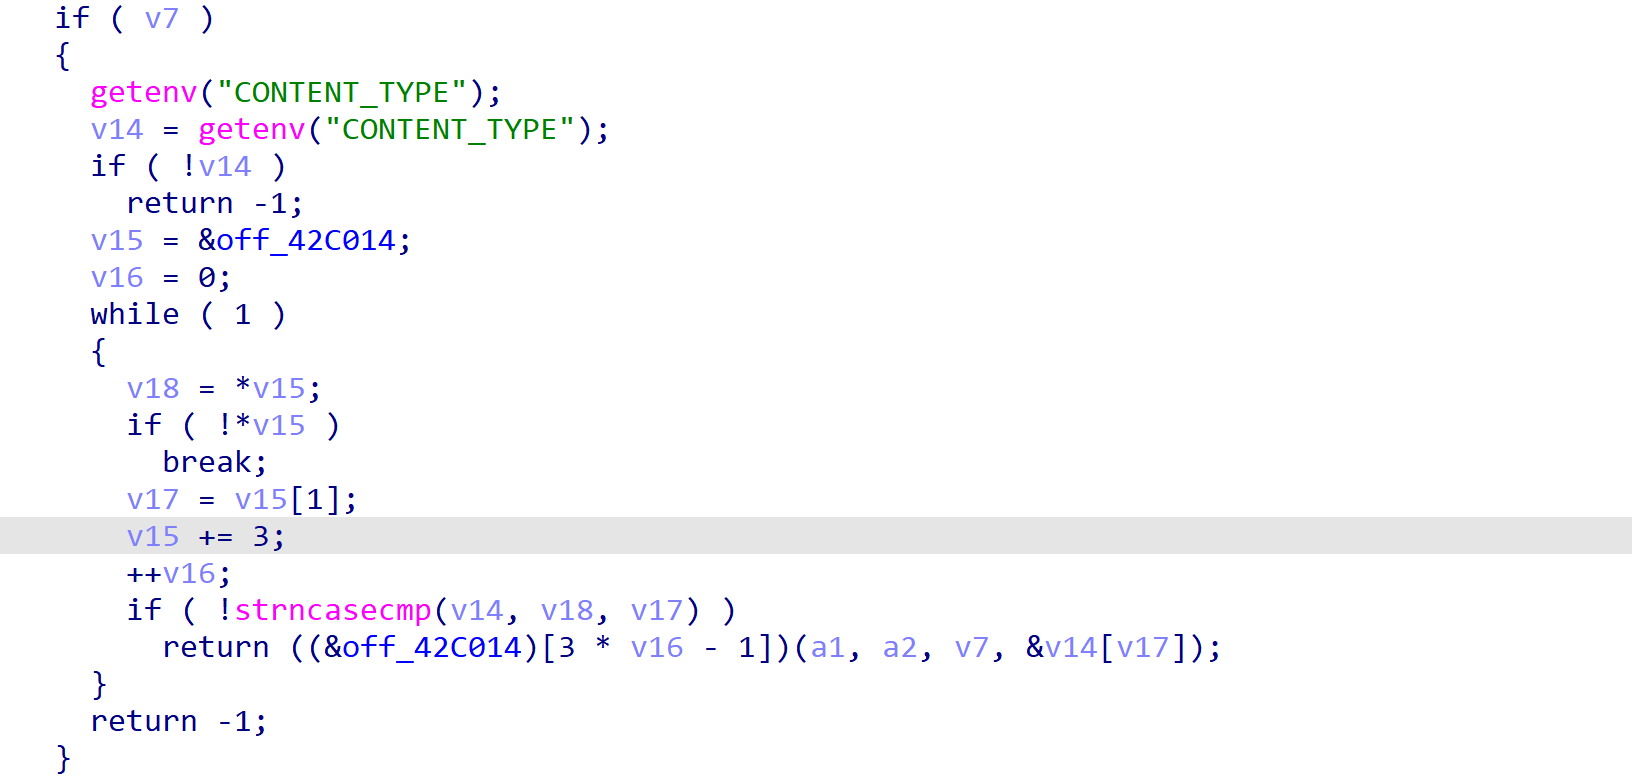 if ( v7 )
{
getenv("CONTENT_TYPE");
v14 = getenv("CONTENT_TYPE");
if ( !v14 )
return -1;
v15 = &off_42C014;
v16 = 0;
while ( 1 )
{
v18 = *v15;
if ( !*v15 )
break;
v17 = v15[1];
v15 += 3;
++v16;
if ( !strncasecmp(v14, v18, v17) )
return ((&off_42C014)[3 * v16 - 1])(a1, a2, v7, &v14[v17]);
}
return -1;
}